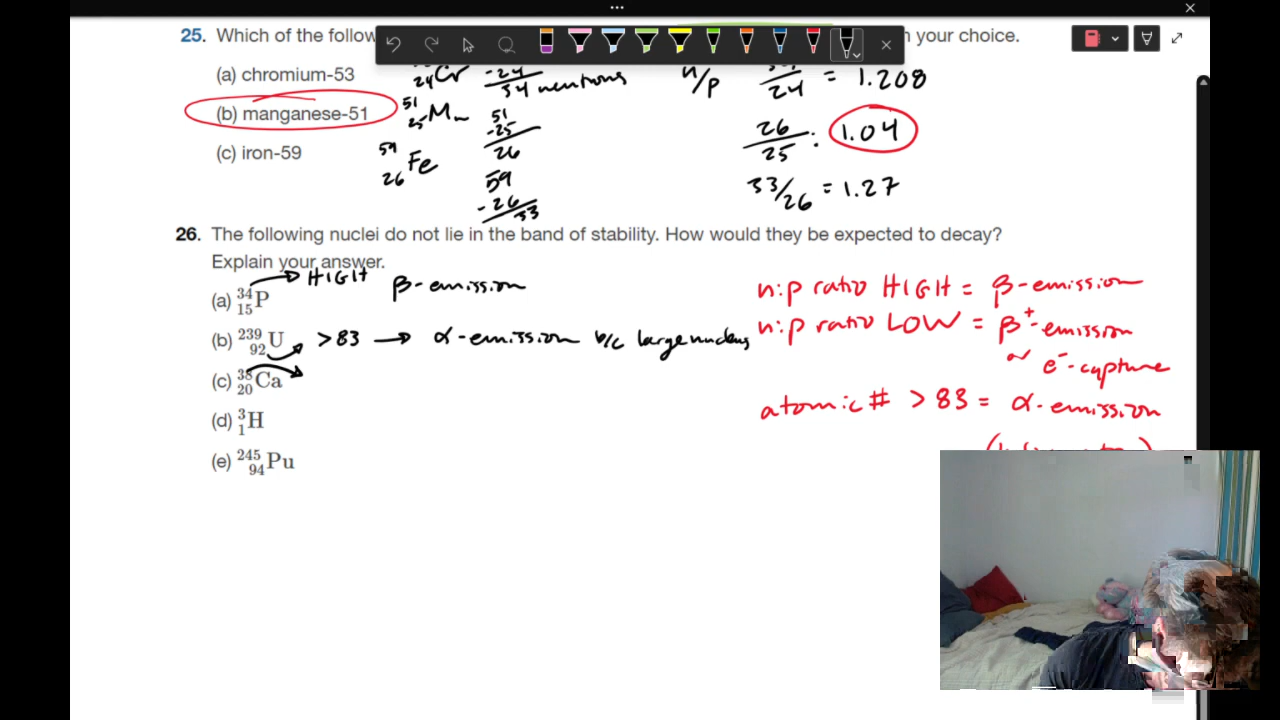 25. Which of the follow n your choice.
(a) chromium-53 24 Cr -24 34 neutrons n/p 24 = 1.208
(b) manganese-51 51 25 Mn 51 -25 26 26/25 : 1.04
(c) iron-59 59 26 Fe 59 -26 33 33/26 = 1.27
26. The following nuclei do not lie in the band of stability. How would they be expected to decay?
Explain your answer.
(a) 34 15 P HIGH β-emission
(b) 239 92 U >83 → α-emission b/c large nucleus
(c) 38 20 Ca
(d) 3 1 H
(e) 245 94 Pu
n:p ratio HIGH = β-emission
n:p ratio LOW = β+-emission
or e--capture
atomic # > 83 = α-emission